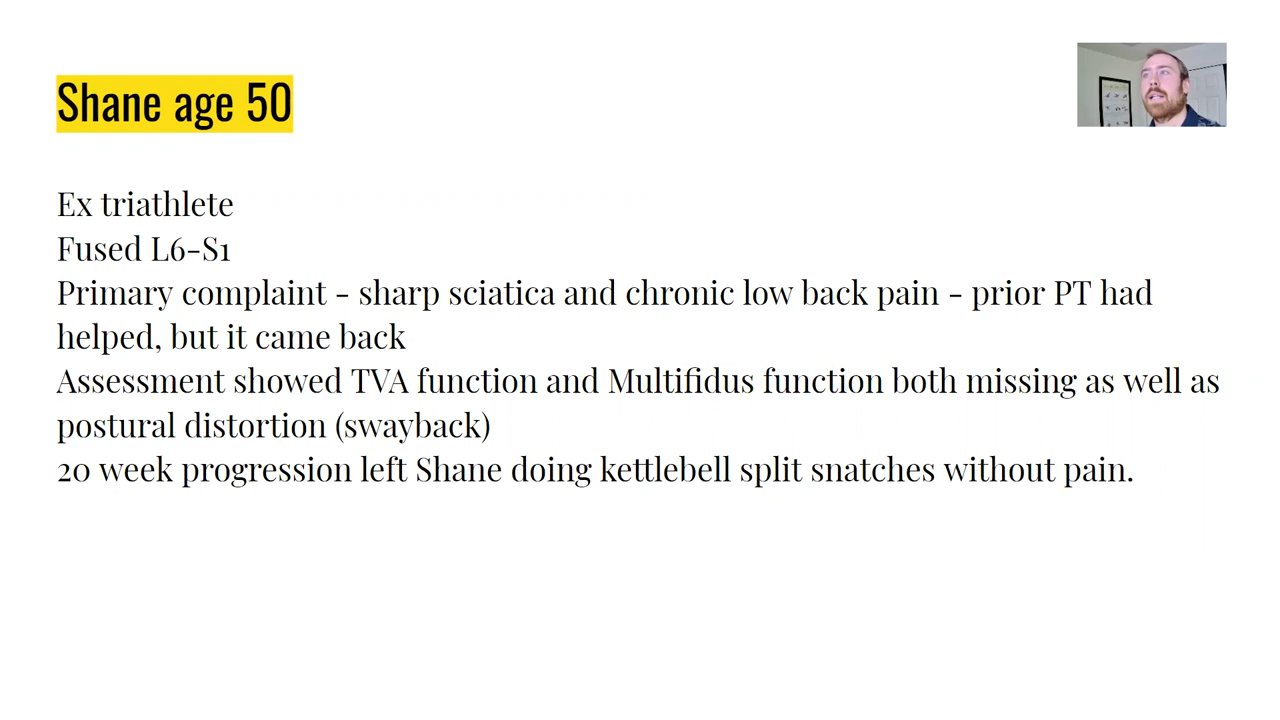 Shane age 50
Ex triathlete
Fused L6-S1
Primary complaint - sharp sciatica and chronic low back pain - prior PT had
helped, but it came back
Assessment showed TVA function and Multifidus function both missing as well as
postural distortion (swayback)
20 week progression left Shane doing kettlebell split snatches without pain.